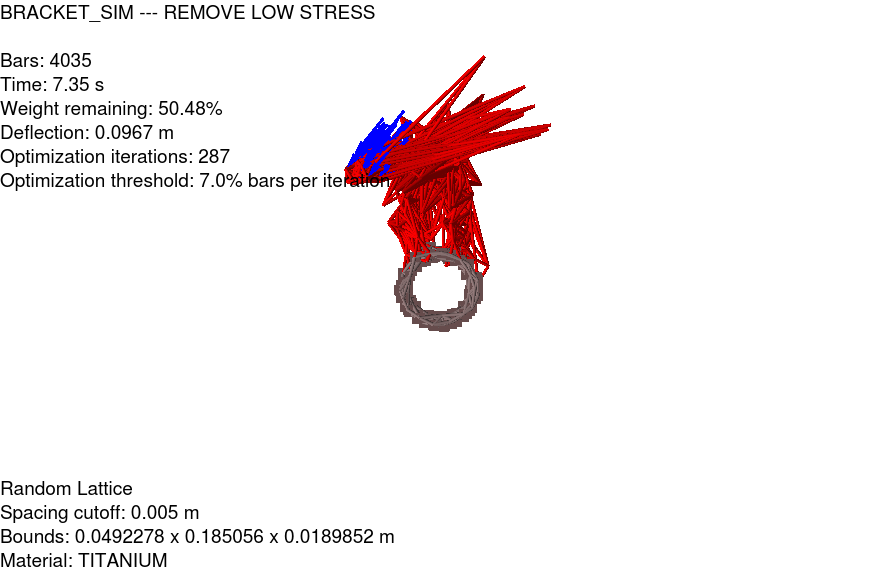 BRACKET_SIM --- REMOVE LOW STRESS
Bars: 4035
Time: 7.35 s
Weight remaining: 50.48%
Deflection: 0.0967 m
Optimization iterations: 287
Optimization threshold: 7.0% bars per iteration
Random Lattice
Spacing cutoff: 0.005 m
Bounds: 0.0492278 x 0.185056 x 0.0189852 m
Material: TITANIUM